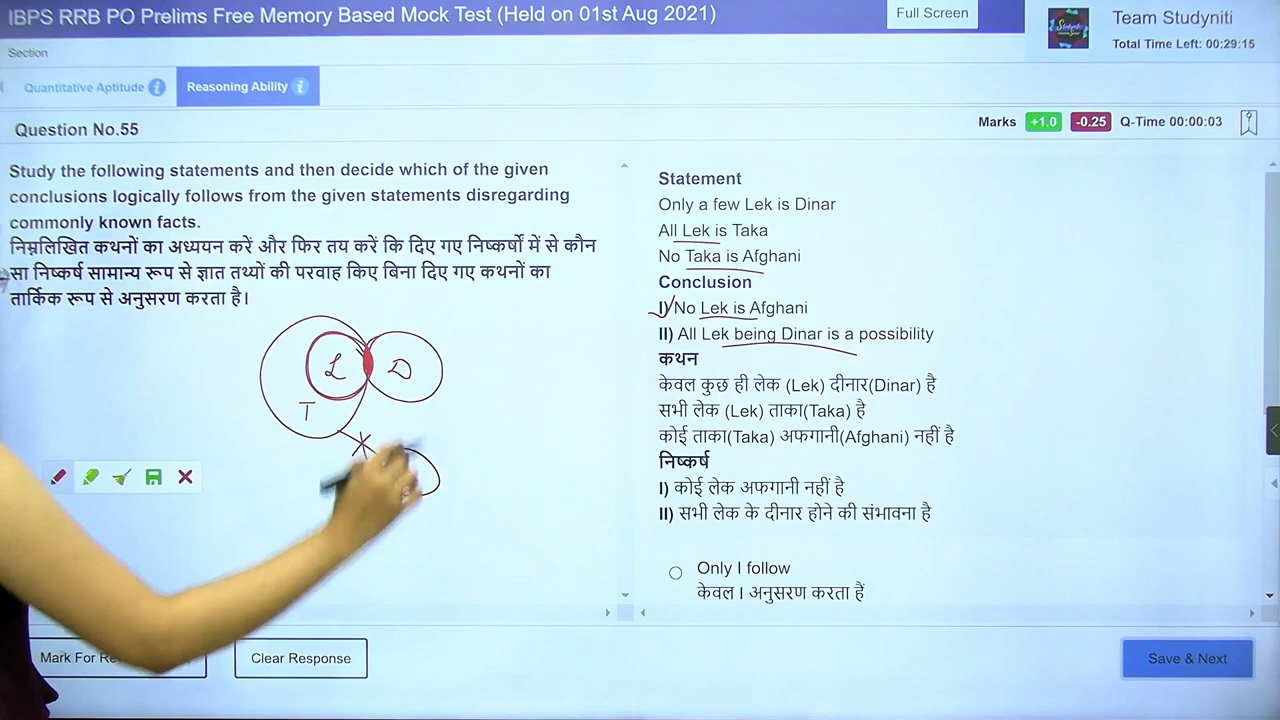 IBPS RRB PO Prelims Free Memory Based Mock Test (Held on 01st Aug 2021)
Full Screen
Studyniti
Team Studyniti
Total Time Left: 00:29:15
Section
Quantitative Aptitude i
Reasoning Ability i
Question No.55
Marks +1.0 -0.25 Q-Time 00:00:03
Study the following statements and then decide which of the given
conclusions logically follows from the given statements disregarding
commonly known facts.
निम्नलिखित कथनों का अध्ययन करें और फिर तय करें कि दिए गए निष्कर्षों में से कौन
सा निष्कर्ष सामान्य रूप से ज्ञात तथ्यों की परवाह किए बिना दिए गए कथनों का
तार्किक रूप से अनुसरण करता है।
L D
T
Statement
Only a few Lek is Dinar
All Lek is Taka
No Taka is Afghani
Conclusion
I) No Lek is Afghani
II) All Lek being Dinar is a possibility
कथन
केवल कुछ ही लेक (Lek) दीनार(Dinar) है
सभी लेक (Lek) ताका(Taka) है
कोई ताका(Taka) अफगानी(Afghani) नहीं है
निष्कर्ष
I) कोई लेक अफगानी नहीं है
II) सभी लेक के दीनार होने की संभावना है
Only I follow
केवल I अनुसरण करता हैं
Mark For
Clear Response
Save & Next